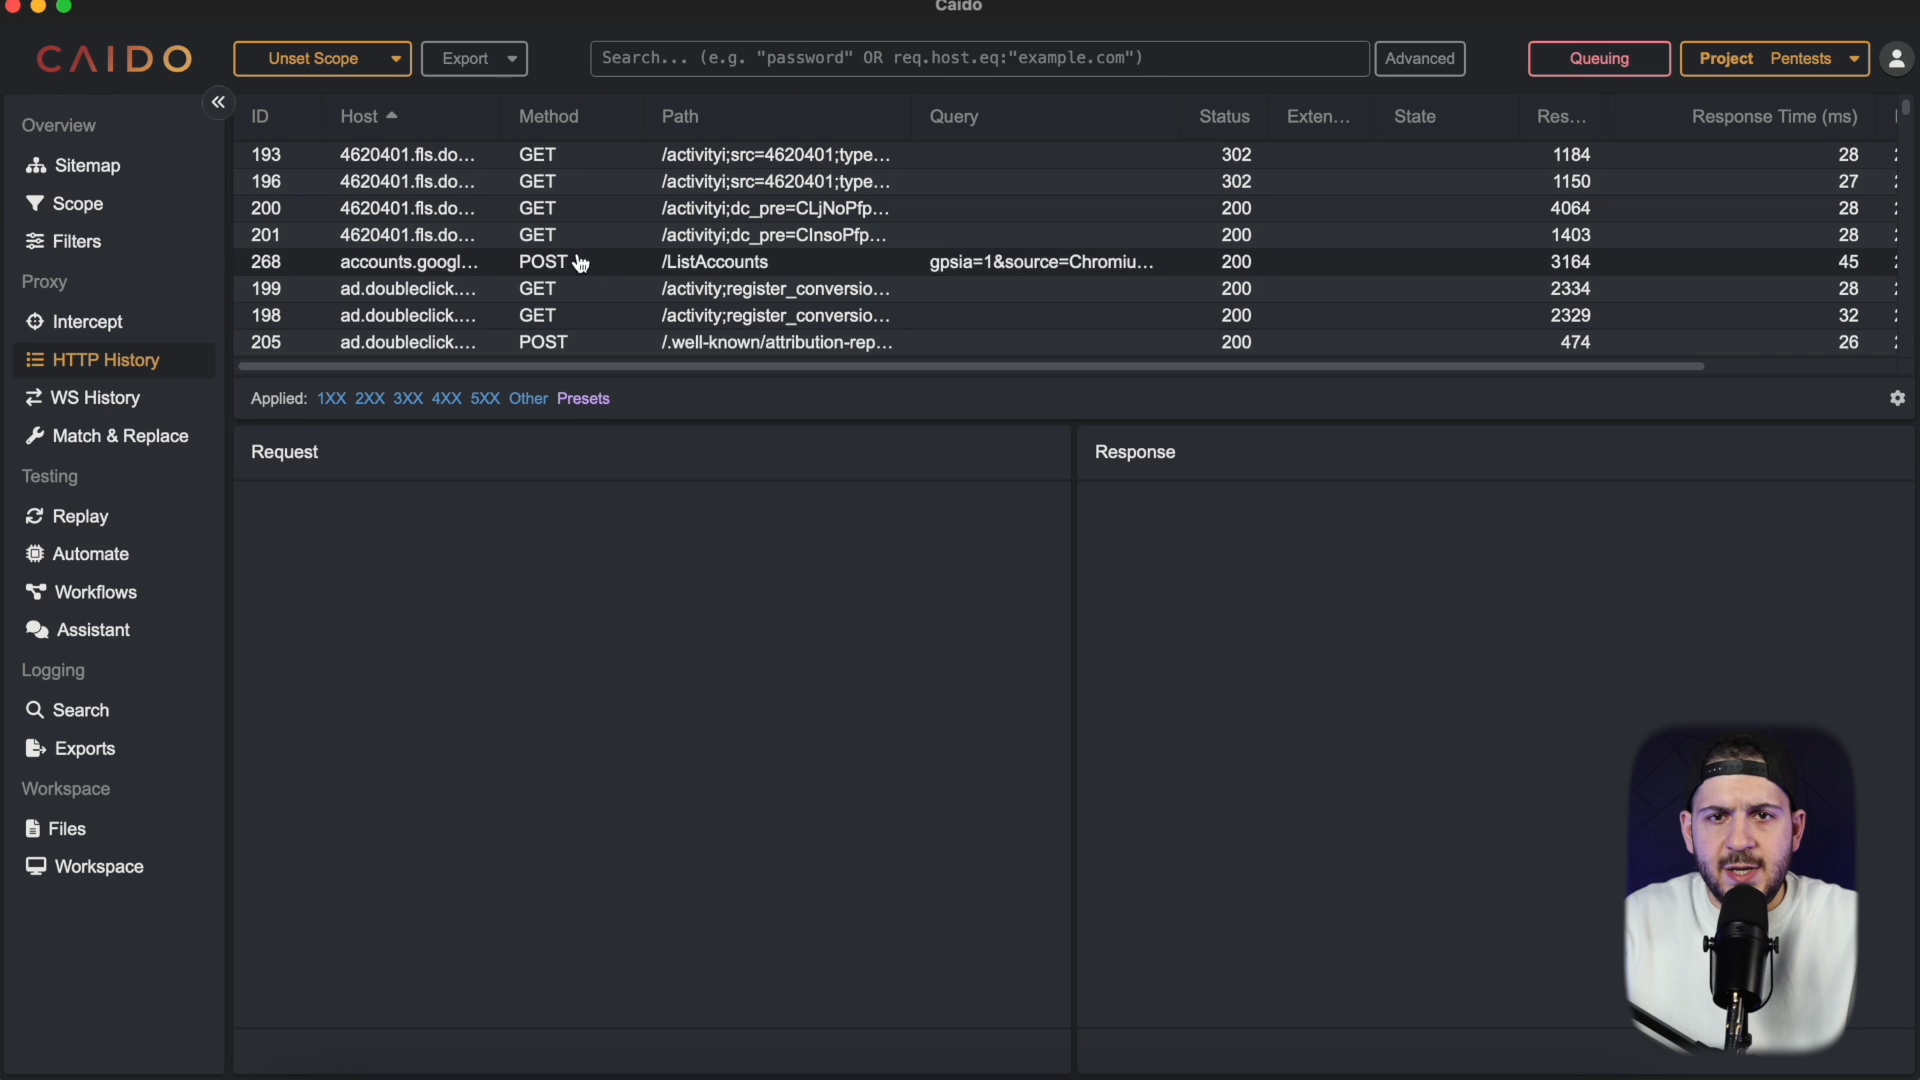 Caido
CAIDO
Unset Scope
Export
Search... (e.g. "password" OR req.host.eq:"example.com")
Advanced
Queuing
Project Pentests
Overview
Sitemap
Scope
Filters
Proxy
Intercept
HTTP History
WS History
Match & Replace
Testing
Replay
Automate
Workflows
Assistant
Logging
Search
Exports
Workspace
Files
Workspace
ID Host Method Path Query Status Exten... State Res... Response Time (ms)
193 4620401.fls.do... GET /activityi;src=4620401;type... 302 1184 28
196 4620401.fls.do... GET /activityi;src=4620401;type... 302 1150 27
200 4620401.fls.do... GET /activityi;dc_pre=CLjNoPfp... 200 4064 28
201 4620401.fls.do... GET /activityi;dc_pre=CInsoPfp... 200 1403 28
268 accounts.googl... POST /ListAccounts gpsia=1&source=Chromiu... 200 3164 45
199 ad.doubleclick.... GET /activity;register_conversio... 200 2334 28
198 ad.doubleclick.... GET /activity;register_conversio... 200 2329 32
205 ad.doubleclick.... POST /.well-known/attribution-rep... 200 474 26
Applied: 1XX 2XX 3XX 4XX 5XX Other Presets
Request
Response